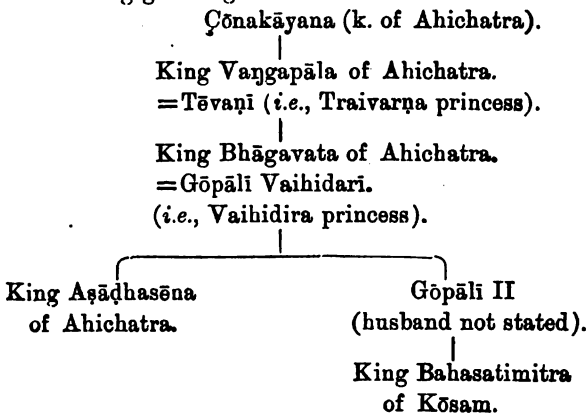 Çōnakāyana (k. of Ahichatra).
King Vaŋgapāla of Ahichatra.
=Tēvaṇī (i.e., Traivarṇa princess).
King Bhāgavata of Ahichatra.
=Gōpālī Vaihidarī.
(i.e., Vaihidira princess).
King Aṣāḍhasēna
of Ahichatra.
Gōpālī II
(husband not stated).
King Bahasatimitra
of Kōsam.